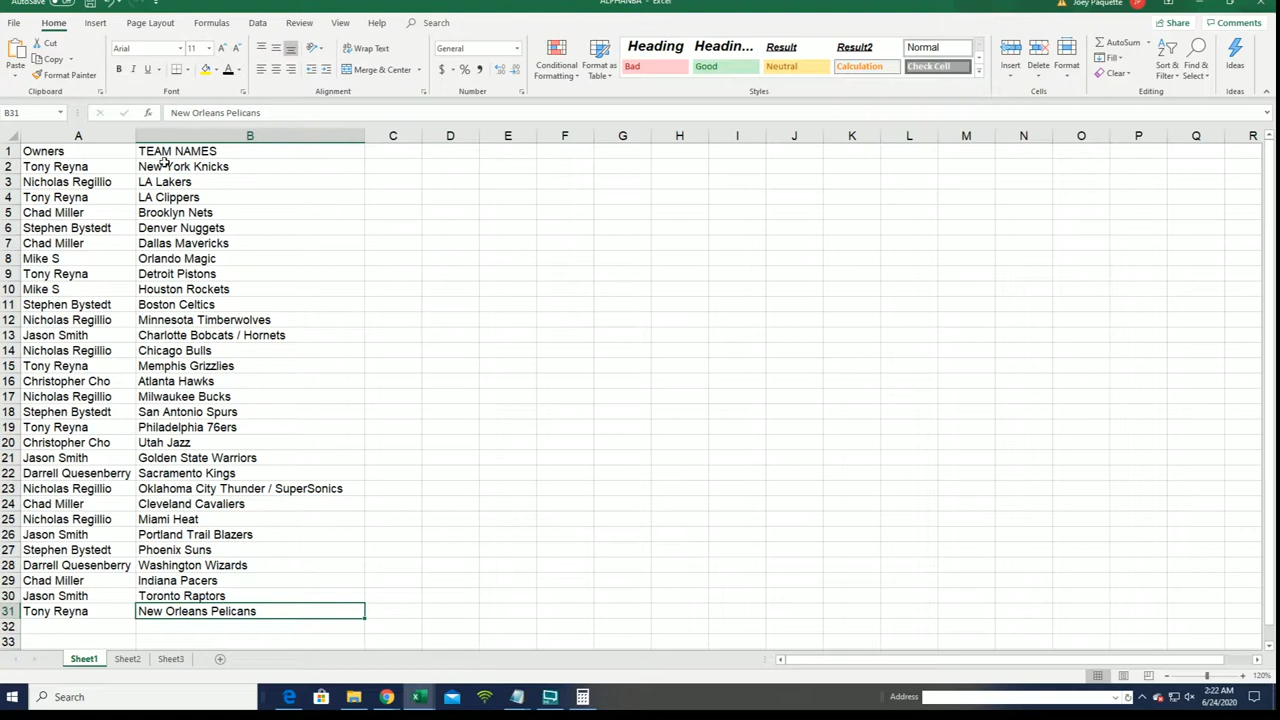 AutoSave Off ALPHANBA - Excel Joey Paquette JP
File Home Insert Page Layout Formulas Data Review View Help Search Share Comments
Paste Cut Copy Format Painter Clipboard
Arial 11 A A B I U A Font
Wrap Text Merge & Center Alignment
General $ % Number
Conditional Formatting Format as Table
Heading Headin... Result Result2 Normal
Bad Good Neutral Calculation Check Cell
Styles
Insert Delete Format Cells
AutoSum Fill Clear Sort & Filter Find & Select Editing
Ideas Ideas
B31 fx New Orleans Pelicans
A B C D E F G H I J K L M N O P Q R
1 Owners TEAM NAMES
2 Tony Reyna New York Knicks
3 Nicholas Regillio LA Lakers
4 Tony Reyna LA Clippers
5 Chad Miller Brooklyn Nets
6 Stephen Bystedt Denver Nuggets
7 Chad Miller Dallas Mavericks
8 Mike S Orlando Magic
9 Tony Reyna Detroit Pistons
10 Mike S Houston Rockets
11 Stephen Bystedt Boston Celtics
12 Nicholas Regillio Minnesota Timberwolves
13 Jason Smith Charlotte Bobcats / Hornets
14 Nicholas Regillio Chicago Bulls
15 Tony Reyna Memphis Grizzlies
16 Christopher Cho Atlanta Hawks
17 Nicholas Regillio Milwaukee Bucks
18 Stephen Bystedt San Antonio Spurs
19 Tony Reyna Philadelphia 76ers
20 Christopher Cho Utah Jazz
21 Jason Smith Golden State Warriors
22 Darrell Quesenberry Sacramento Kings
23 Nicholas Regillio Oklahoma City Thunder / SuperSonics
24 Chad Miller Cleveland Cavaliers
25 Nicholas Regillio Miami Heat
26 Jason Smith Portland Trail Blazers
27 Stephen Bystedt Phoenix Suns
28 Darrell Quesenberry Washington Wizards
29 Chad Miller Indiana Pacers
30 Jason Smith Toronto Raptors
31 Tony Reyna New Orleans Pelicans
32
33
Sheet1 Sheet2 Sheet3
120%
Search Address 2:22 AM
6/24/2020